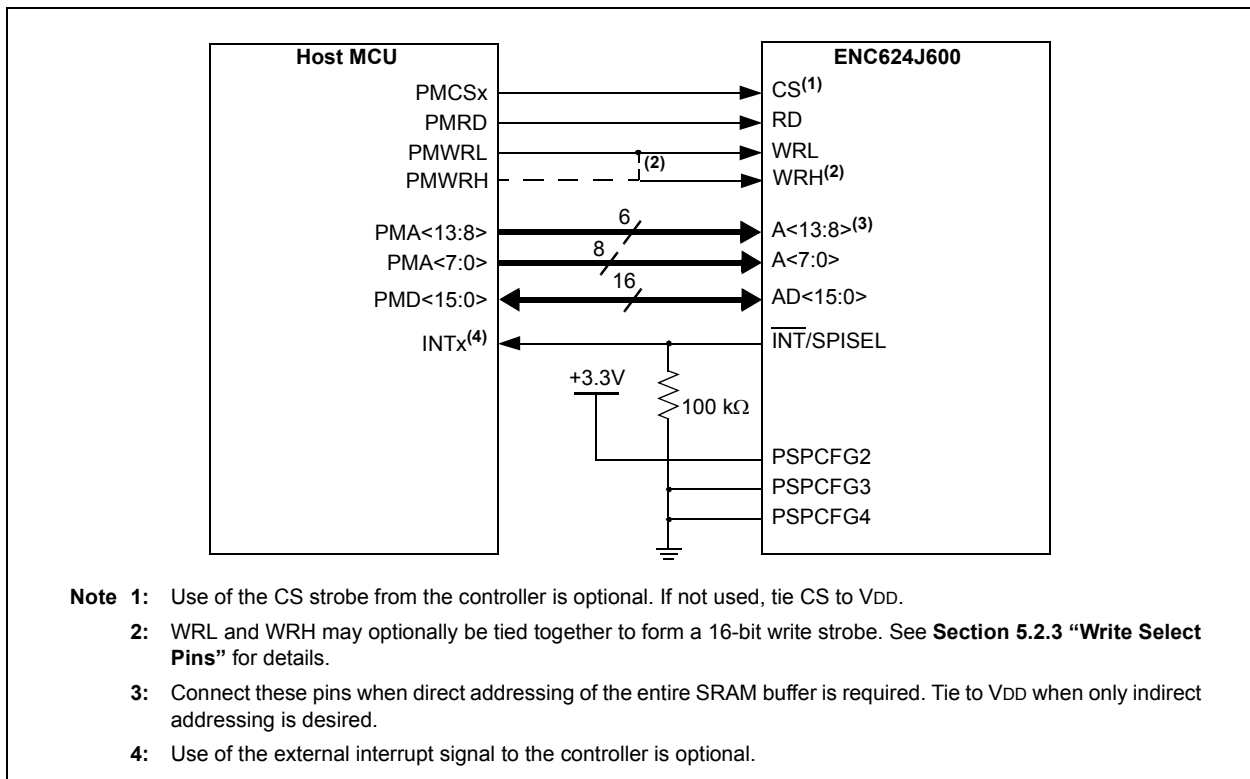 Host MCU
ENC624J600
PMCSx
CS(1)
PMRD
RD
PMWRL
WRL
(2)
PMWRH
WRH(2)
PMA<13:8>
6
A<13:8>(3)
PMA<7:0>
8
A<7:0>
PMD<15:0>
16
AD<15:0>
INTx(4)
INT/SPISEL
+3.3V
100 kΩ
PSPCFG2
PSPCFG3
PSPCFG4
Note 1: Use of the CS strobe from the controller is optional. If not used, tie CS to VDD.
2: WRL and WRH may optionally be tied together to form a 16-bit write strobe. See Section 5.2.3 “Write Select
Pins” for details.
3: Connect these pins when direct addressing of the entire SRAM buffer is required. Tie to VDD when only indirect
addressing is desired.
4: Use of the external interrupt signal to the controller is optional.